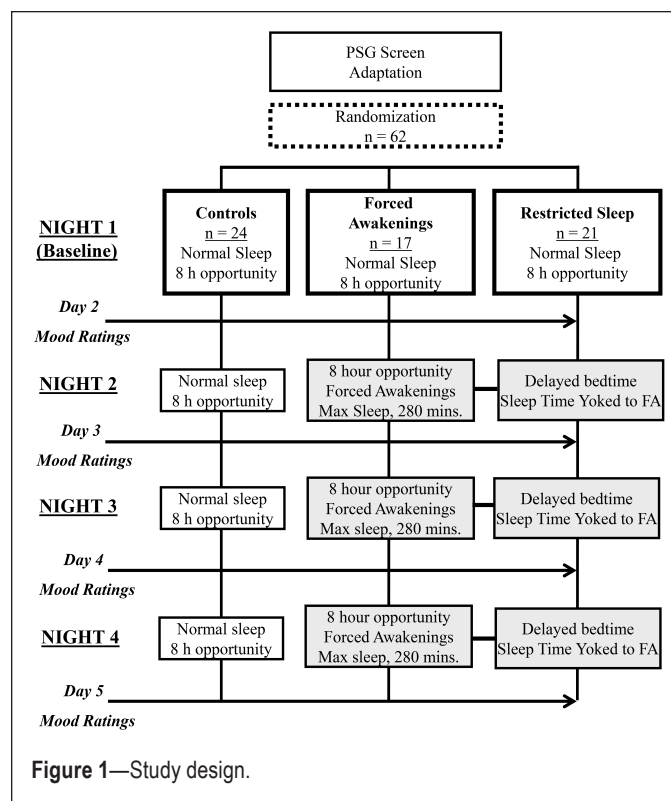 PSG Screen
Adaptation
Randomization
n = 62
NIGHT 1
(Baseline)
Controls
n = 24
Normal Sleep
8 h opportunity
Forced
Awakenings
n = 17
Normal Sleep
8 h opportunity
Restricted Sleep
n = 21
Normal Sleep
8 h opportunity
Day 2
Mood Ratings
NIGHT 2
Normal sleep
8 h opportunity
8 hour opportunity
Forced Awakenings
Max Sleep, 280 mins.
Delayed bedtime
Sleep Time Yoked to FA
Day 3
Mood Ratings
NIGHT 3
Normal sleep
8 h opportunity
8 hour opportunity
Forced Awakenings
Max sleep, 280 mins.
Delayed bedtime
Sleep Time Yoked to FA
Day 4
Mood Ratings
NIGHT 4
Normal sleep
8 h opportunity
8 hour opportunity
Forced Awakenings
Max sleep, 280 mins.
Delayed bedtime
Sleep Time Yoked to FA
Day 5
Mood Ratings
Figure 1—Study design.